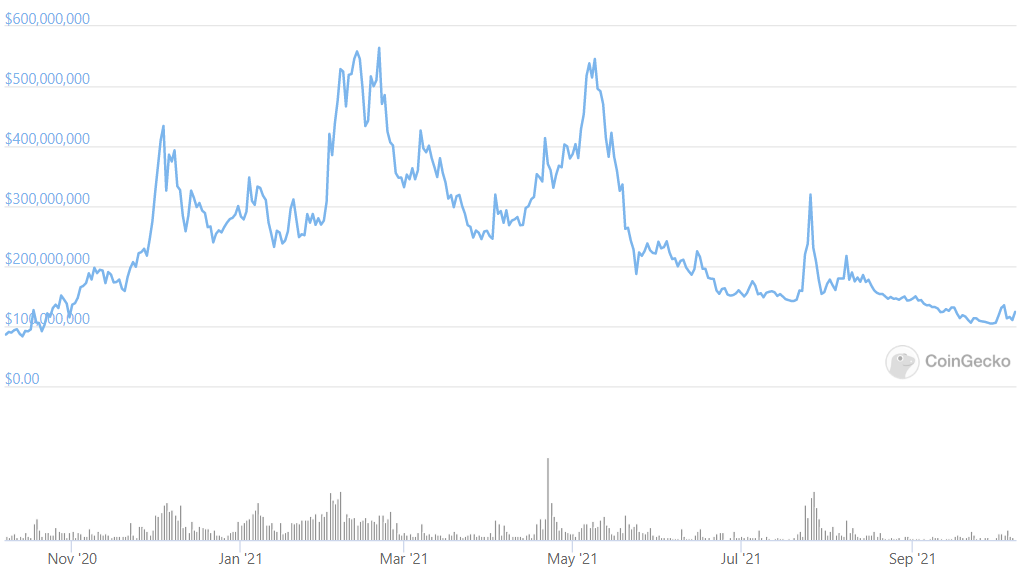 $600,000,000
$500,000,000
$400,000,000
$300,000,000
$200,000,000
$100,000,000
CoinGecko
$0.00
Nov '20
Jan '21
Mar '21
May '21
Jul '21
Sep '21